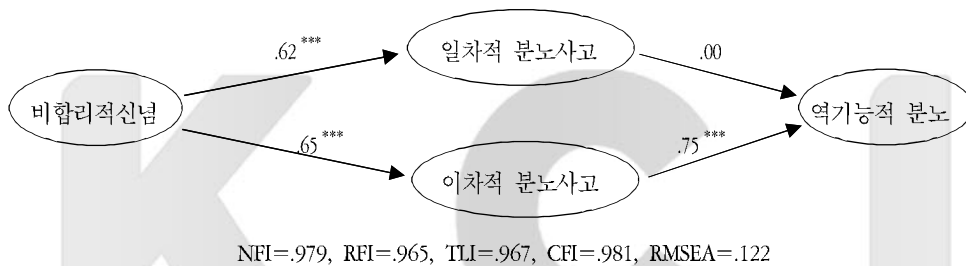 .62 ***
일차적 분노사고
.00
비합리적신념
역기능적 분노
.65 ***
.75 ***
이차적 분노사고
NFI=.979, RFI=.965, TLI=.967, CFI=.981, RMSEA=.122
KCI